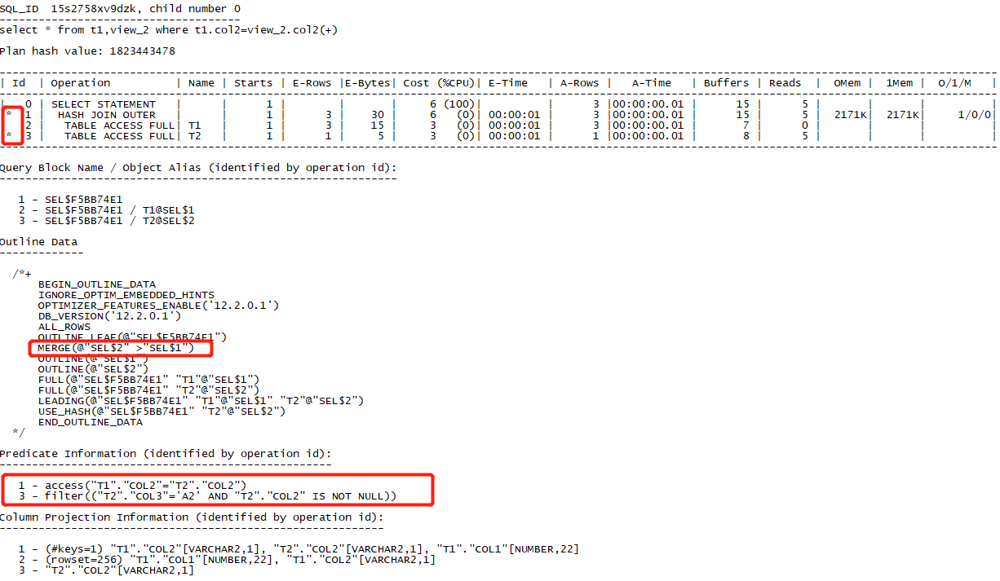 SQL_ID  15s2758xv9dzk, child number 0
-------------------------------------
select * from t1,view_2 where t1.col2=view_2.col2(+)
Plan hash value: 1823443478
---------------------------------------------------------------------------------------------------------------------------------------------------------
| Id  | Operation          | Name | Starts | E-Rows |E-Bytes| Cost (%CPU)| E-Time   | A-Rows |   A-Time   | Buffers | Reads  |  OMem |  1Mem |  O/1/M   |
---------------------------------------------------------------------------------------------------------------------------------------------------------
|   0 | SELECT STATEMENT   |      |      1 |        |       |     6 (100)|          |      3 |00:00:00.01 |      15 |      5 |       |       |          |
|*  1 |  HASH JOIN OUTER   |      |      1 |      3 |    30 |     6   (0)| 00:00:01 |      3 |00:00:00.01 |      15 |      5 |  2171K|  2171K|     1/0/0|
|   2 |   TABLE ACCESS FULL| T1   |      1 |      3 |    15 |     3   (0)| 00:00:01 |      3 |00:00:00.01 |       7 |      0 |       |       |          |
|*  3 |   TABLE ACCESS FULL| T2   |      1 |      1 |     5 |     3   (0)| 00:00:01 |      1 |00:00:00.01 |       8 |      5 |       |       |          |
---------------------------------------------------------------------------------------------------------------------------------------------------------
Query Block Name / Object Alias (identified by operation id):
-------------------------------------------------------------
1 - SEL$F5BB74E1
2 - SEL$F5BB74E1 / T1@SEL$1
3 - SEL$F5BB74E1 / T2@SEL$2
Outline Data
-------------
/*+
BEGIN_OUTLINE_DATA
IGNORE_OPTIM_EMBEDDED_HINTS
OPTIMIZER_FEATURES_ENABLE('12.2.0.1')
DB_VERSION('12.2.0.1')
ALL_ROWS
OUTLINE_LEAF(@"SEL$F5BB74E1")
MERGE(@"SEL$2" >"SEL$1")
OUTLINE(@"SEL$1")
OUTLINE(@"SEL$2")
FULL(@"SEL$F5BB74E1" "T1"@"SEL$1")
FULL(@"SEL$F5BB74E1" "T2"@"SEL$2")
LEADING(@"SEL$F5BB74E1" "T1"@"SEL$1" "T2"@"SEL$2")
USE_HASH(@"SEL$F5BB74E1" "T2"@"SEL$2")
END_OUTLINE_DATA
*/
Predicate Information (identified by operation id):
---------------------------------------------------
1 - access("T1"."COL2"="T2"."COL2")
3 - filter(("T2"."COL3"='A2' AND "T2"."COL2" IS NOT NULL))
Column Projection Information (identified by operation id):
-----------------------------------------------------------
1 - (#keys=1) "T1"."COL2"[VARCHAR2,1], "T2"."COL2"[VARCHAR2,1], "T1"."COL1"[NUMBER,22]
2 - (rowset=256) "T1"."COL1"[NUMBER,22], "T1"."COL2"[VARCHAR2,1]
3 - "T2"."COL2"[VARCHAR2,1]